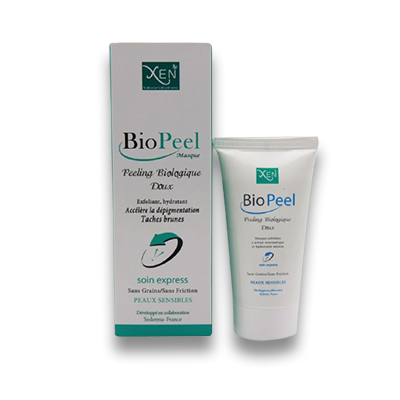 XEN
BioPeel
Masque
Peeling Biologique
Doux
Exfoliant, hydratant
Accélère la dépigmentation
Taches brunes
soin express
Sans Grains/Sans Friction
PEAUX SENSIBLES
Développé en collaboration
Sederma-France
XEN
BioPeel
Peeling Biologique
Doux
soin express
Sans Grains/Sans Friction
PEAUX SENSIBLES